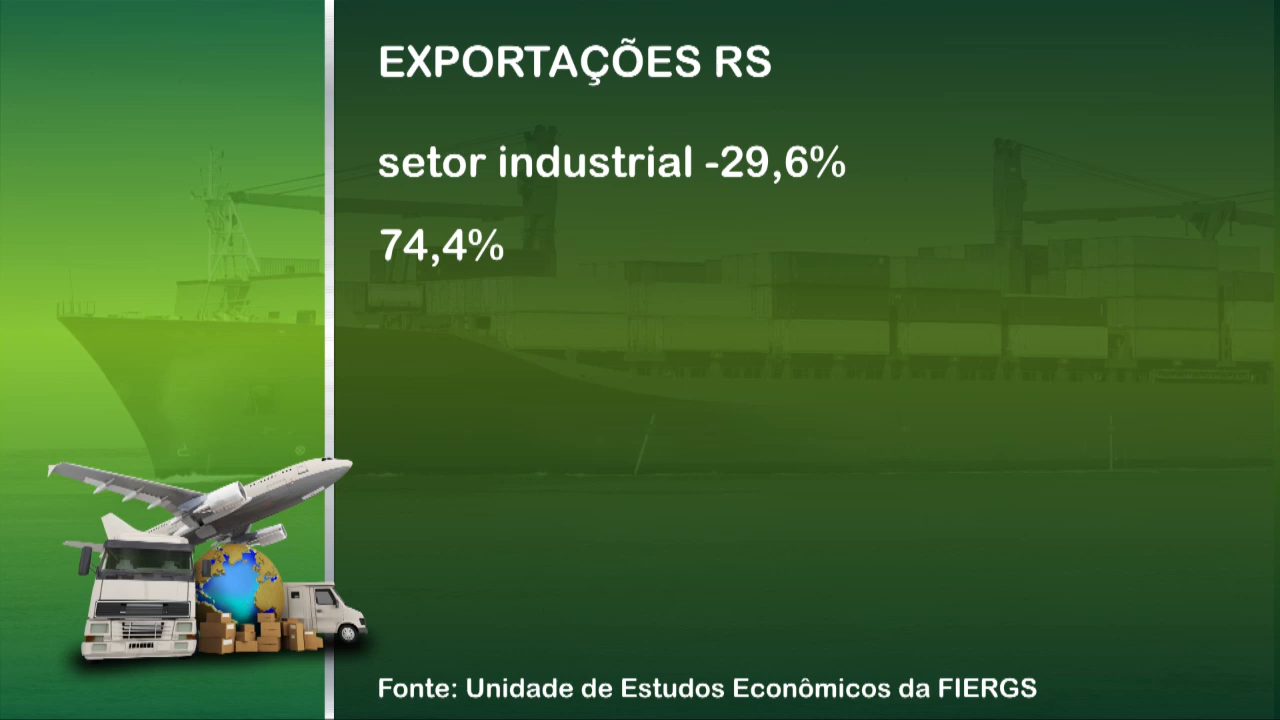 EXPORTAÇÕES RS
setor industrial -29,6%
74,4%
Fonte: Unidade de Estudos Econômicos da FIERGS